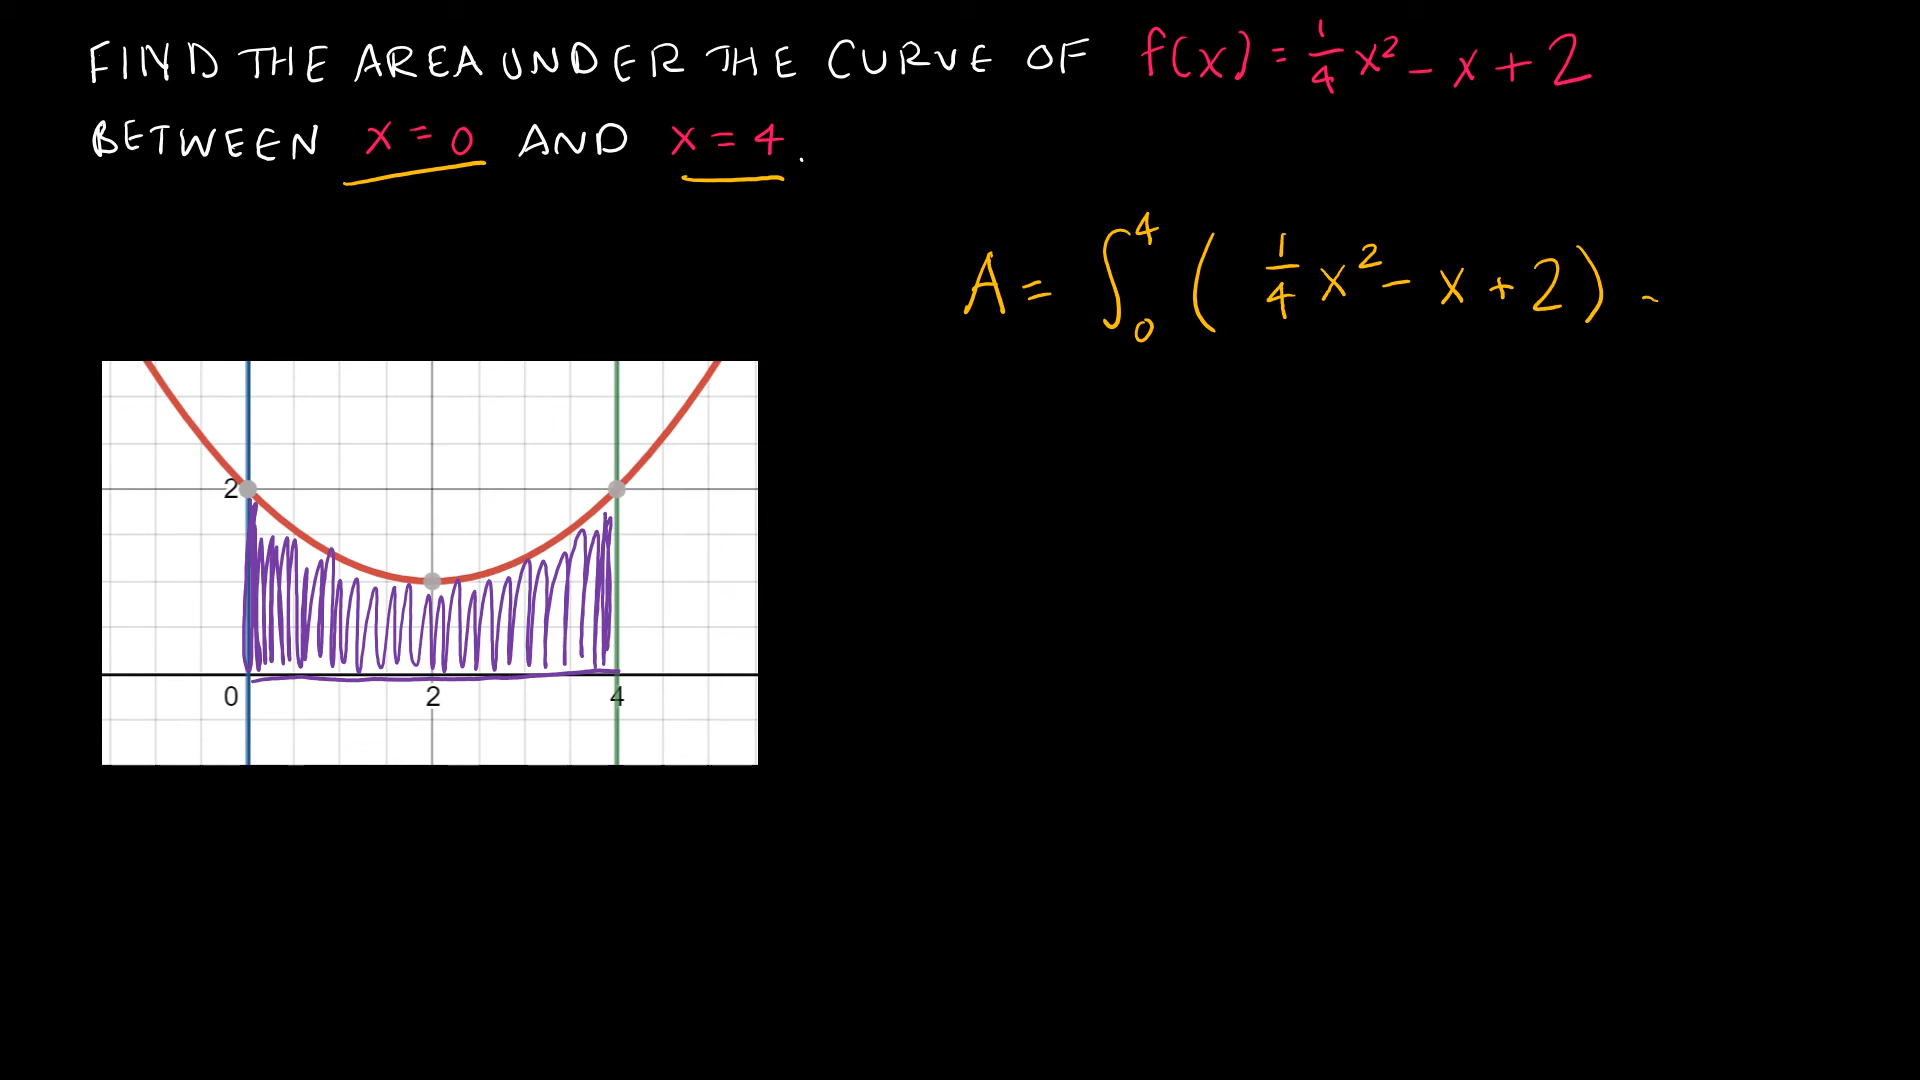 FIND THE AREA UNDER THE CURVE OF f(x) = 1/4 x² - x + 2
BETWEEN x = 0 AND x = 4.
A = ∫₀⁴ ( 1/4 x² - x + 2) -
2
0 2 4